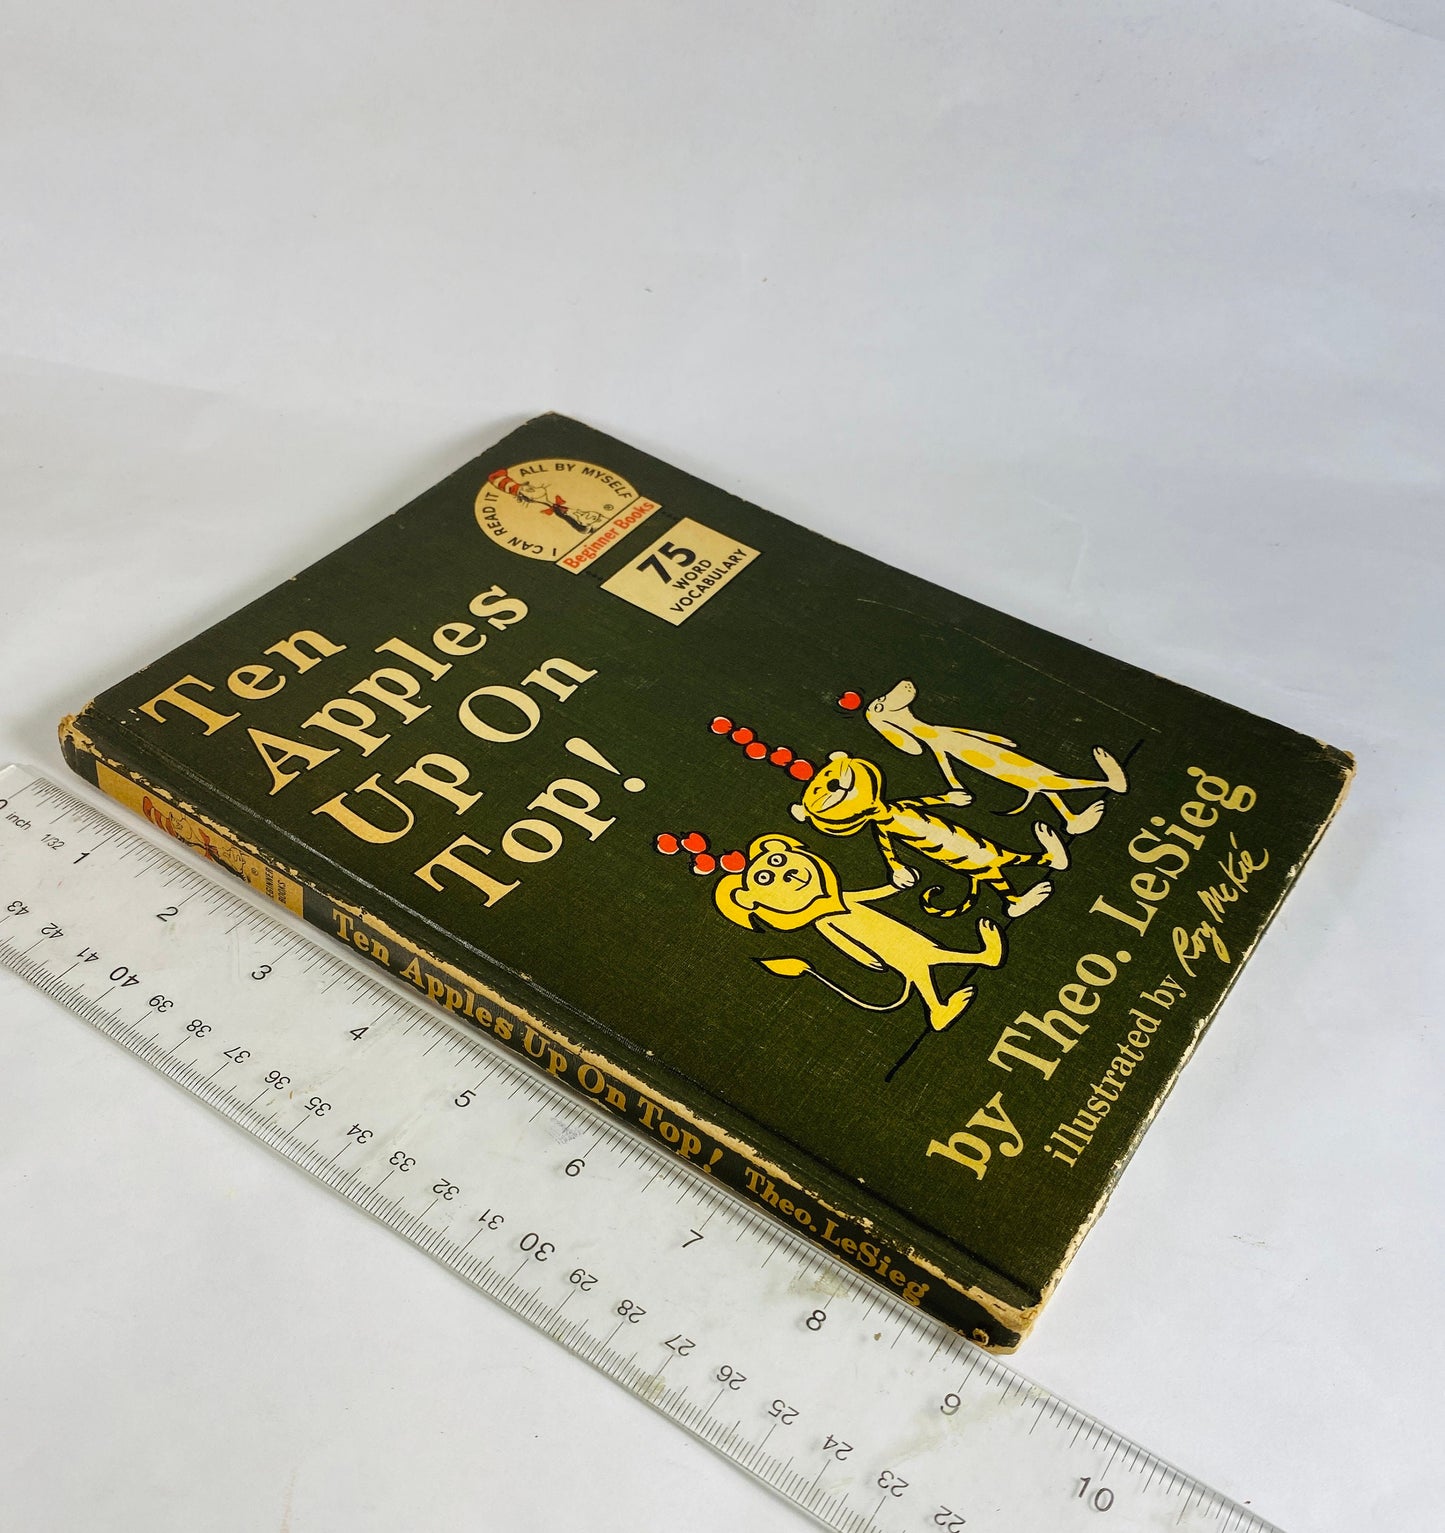 I CAN READ IT ALL BY MYSELF
®
Beginner Books
75
WORD
VOCABULARY
Ten
Apples
Up On
Top!
by Theo. LeSieg
illustrated by Roy McKié
®
BEGINNER
BOOKS
Ten Apples Up On Top! Theo. LeSieg
0 inch 1/32 1 2 3 4 5 6 7 8 9 10
43 42 41 40 39 38 37 36 35 34 33 32 31 30 29 28 27 26 25 24 23 22